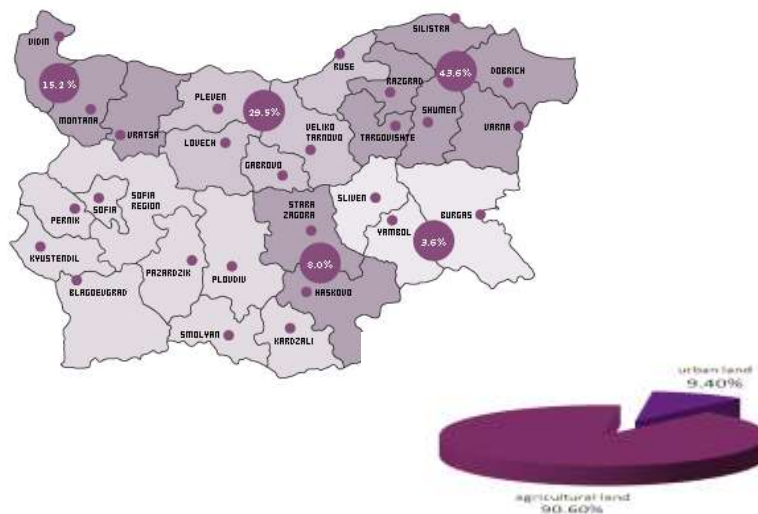 SILISTRA
VIDIN
RUSE
43.6%
DOBRICH
15.2%
RAZGRAD
PLEVEN
29.5%
MONTANA
SHUMEN
VRATSA
VELIKO
TARNOVO
TARGOVISHTE
VARNA
LOVECH
GABROVO
SOFIA
REGION
SOFIA
STARA
ZAGORA
SLIVEN
BURGAS
PERNIK
YAMBOL
3.6%
KYUSTENDIL
PAZARDZIK
PLOVDIV
8.0%
BLAGOEVGRAD
HASKOVO
SMOLYAN
KARDZALI
urban land
9.40%
agricultural land
90.60%